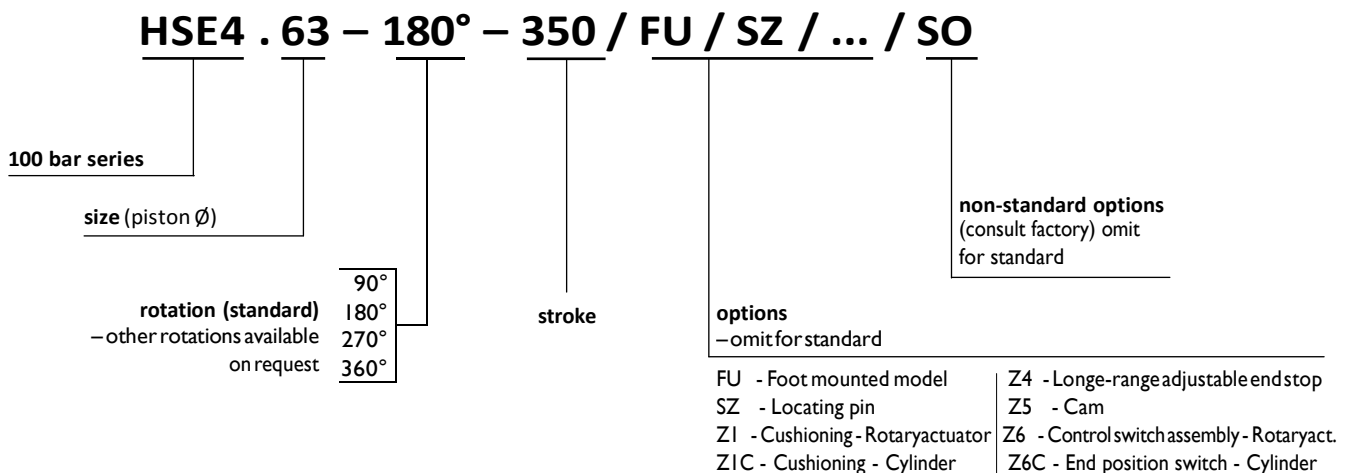 HSE4 . 63 – 180° – 350 / FU / SZ / ... / SO
100 bar series
size (piston Ø)
rotation (standard)
– other rotations available
on request
90°
180°
270°
360°
stroke
options
– omit for standard
non-standard options
(consult factory) omit
for standard
FU - Foot mounted model
SZ - Locating pin
Z1 - Cushioning - Rotary actuator
Z1C - Cushioning - Cylinder
Z4 - Longe-range adjustable end stop
Z5 - Cam
Z6 - Control switch assembly - Rotary act.
Z6C - End position switch - Cylinder